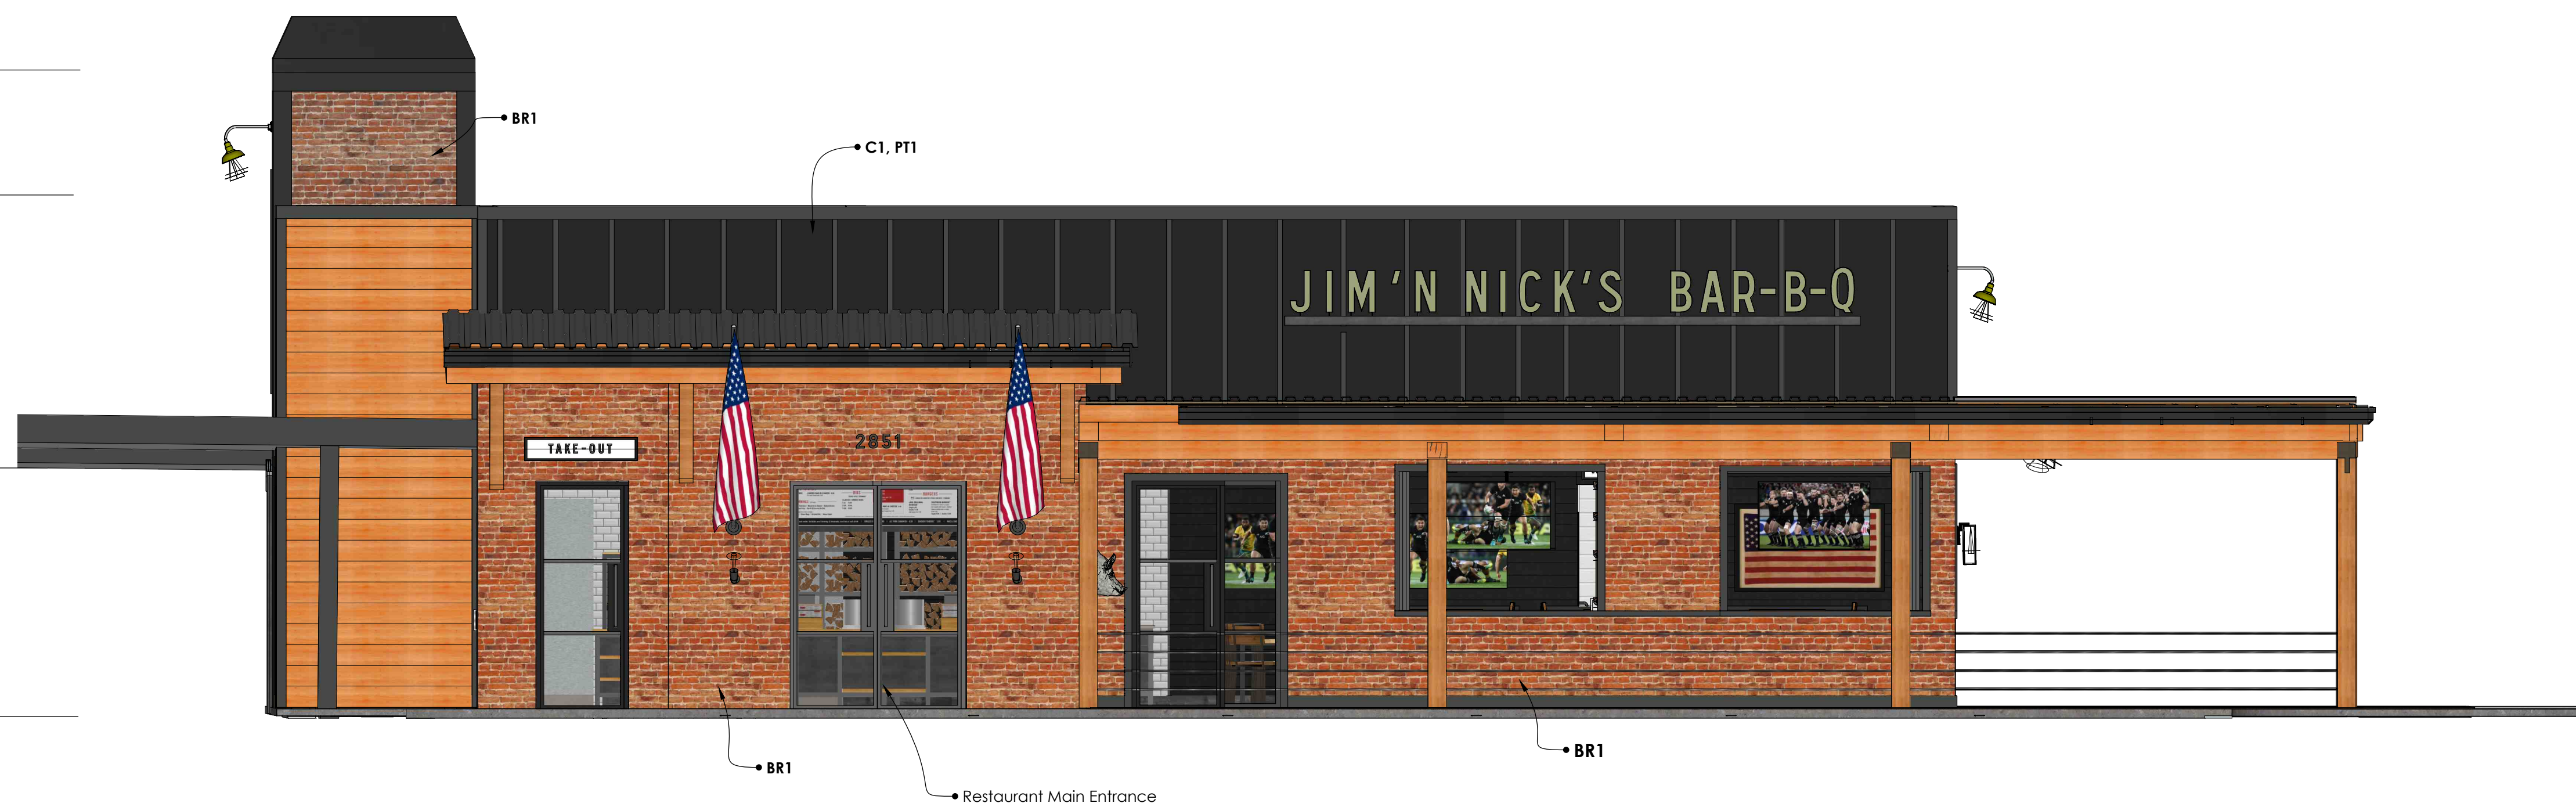 BR1
C1, PT1
JIM'N NICK'S BAR-B-Q
TAKE-OUT
2851
BR1
BR1
Restaurant Main Entrance